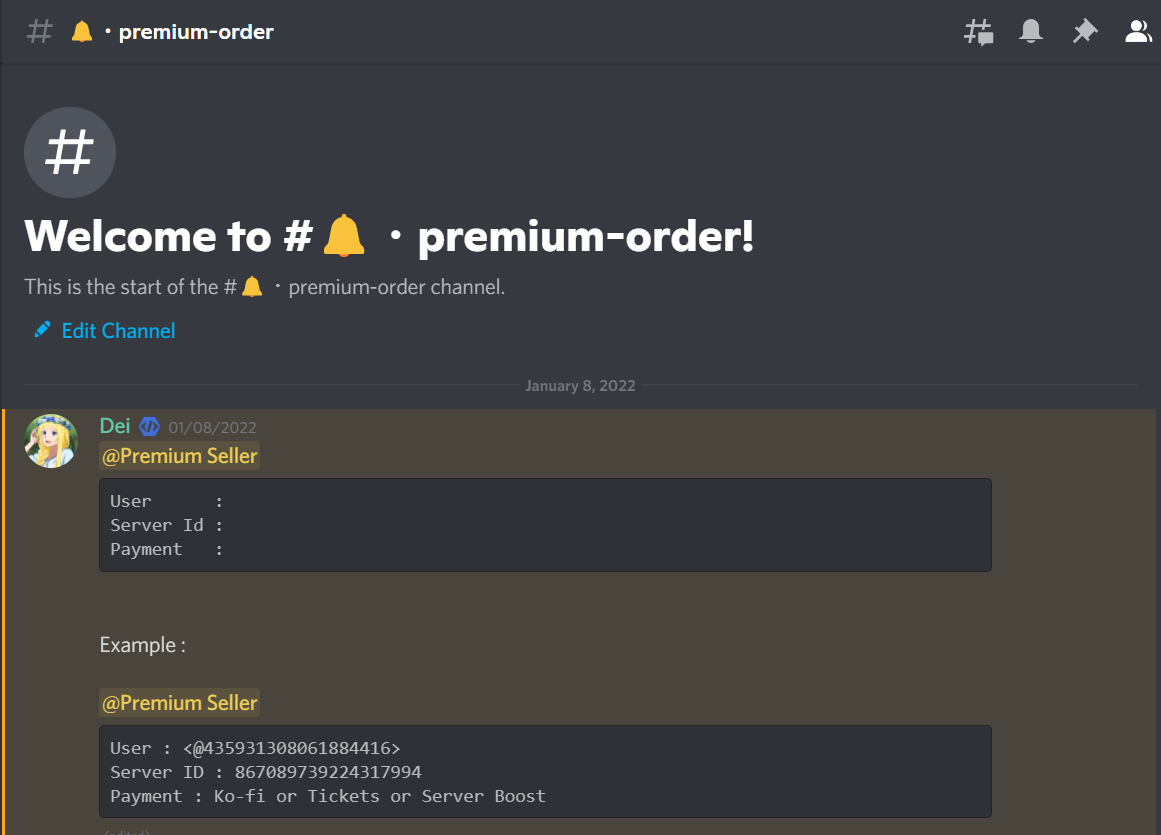 # 🔔・premium-order
#
Welcome to #🔔・premium-order!
This is the start of the #🔔・premium-order channel.
Edit Channel
January 8, 2022
Dei 01/08/2022
@Premium Seller
User      :
Server Id :
Payment   :
Example :
@Premium Seller
User : <@435931308061884416>
Server ID : 867089739224317994
Payment : Ko-fi or Tickets or Server Boost